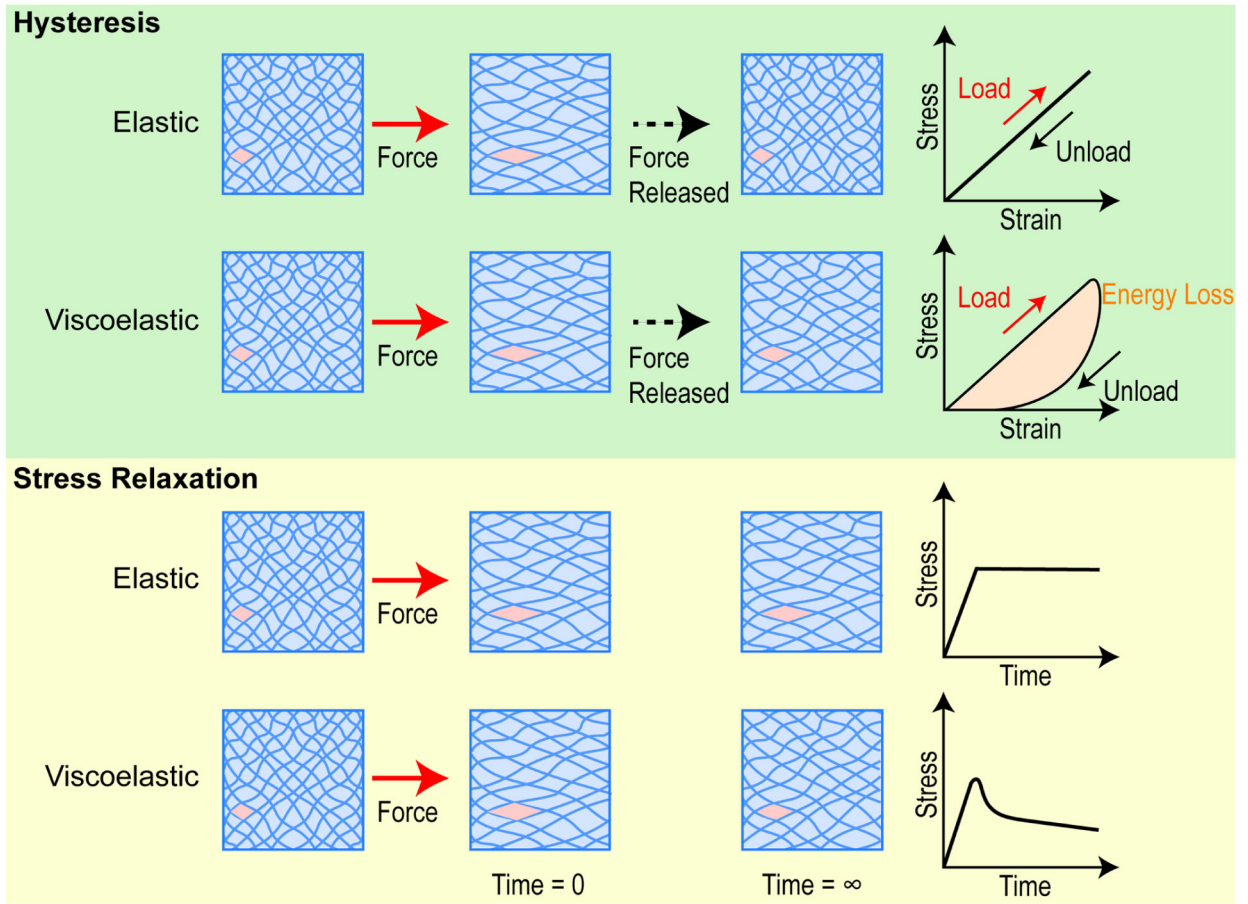 Hysteresis
Elastic
Force
Force
Released
Stress
Load
Unload
Strain
Viscoelastic
Force
Force
Released
Stress
Load
Energy Loss
Unload
Strain
Stress Relaxation
Elastic
Force
Stress
Time
Viscoelastic
Force
Stress
Time
Time = 0
Time = ∞